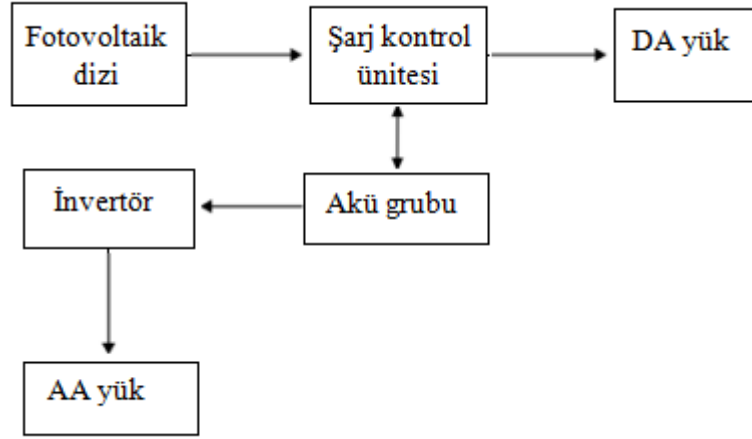 Fotovoltaik
dizi
Şarj kontrol
ünitesi
DA yük
İnvertör
Akü grubu
AA yük